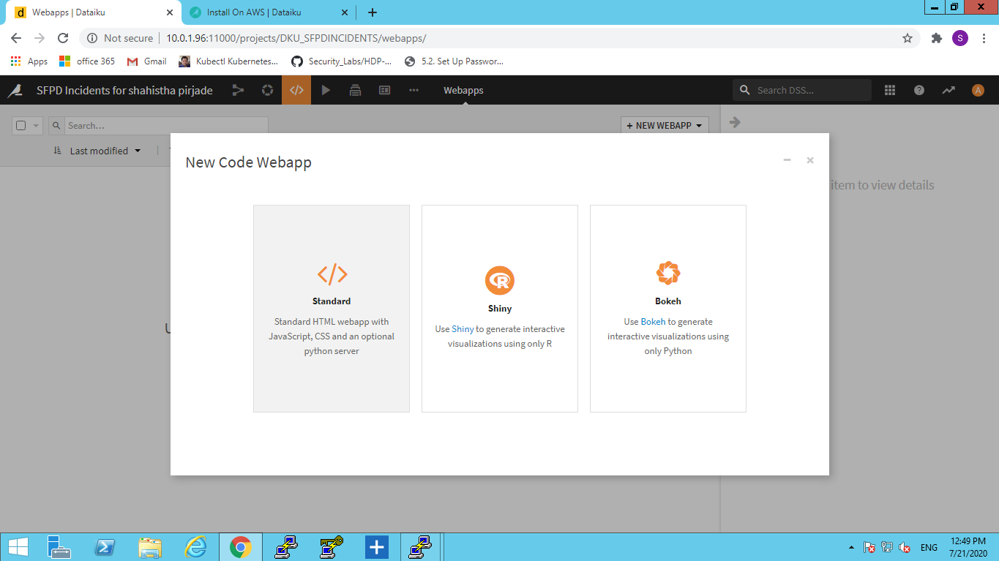 Webapps | Dataiku
Install On AWS | Dataiku
Not secure
10.0.1.96:11000/projects/DKU_SFPDINCIDENTS/webapps/
S
Apps
office 365
Gmail
Kubectl Kubernetes...
Security_Labs/HDP-...
5.2. Set Up Passwor...
SFPD Incidents for shahistha pirjade
Webapps
Search DSS...
A
Search...
+ NEW WEBAPP
Last modified
item to view details
New Code Webapp
Standard
Standard HTML webapp with
JavaScript, CSS and an optional
python server
Shiny
Use Shiny to generate interactive
visualizations using only R
Bokeh
Use Bokeh to generate
interactive visualizations using
only Python
ENG
12:49 PM
7/21/2020